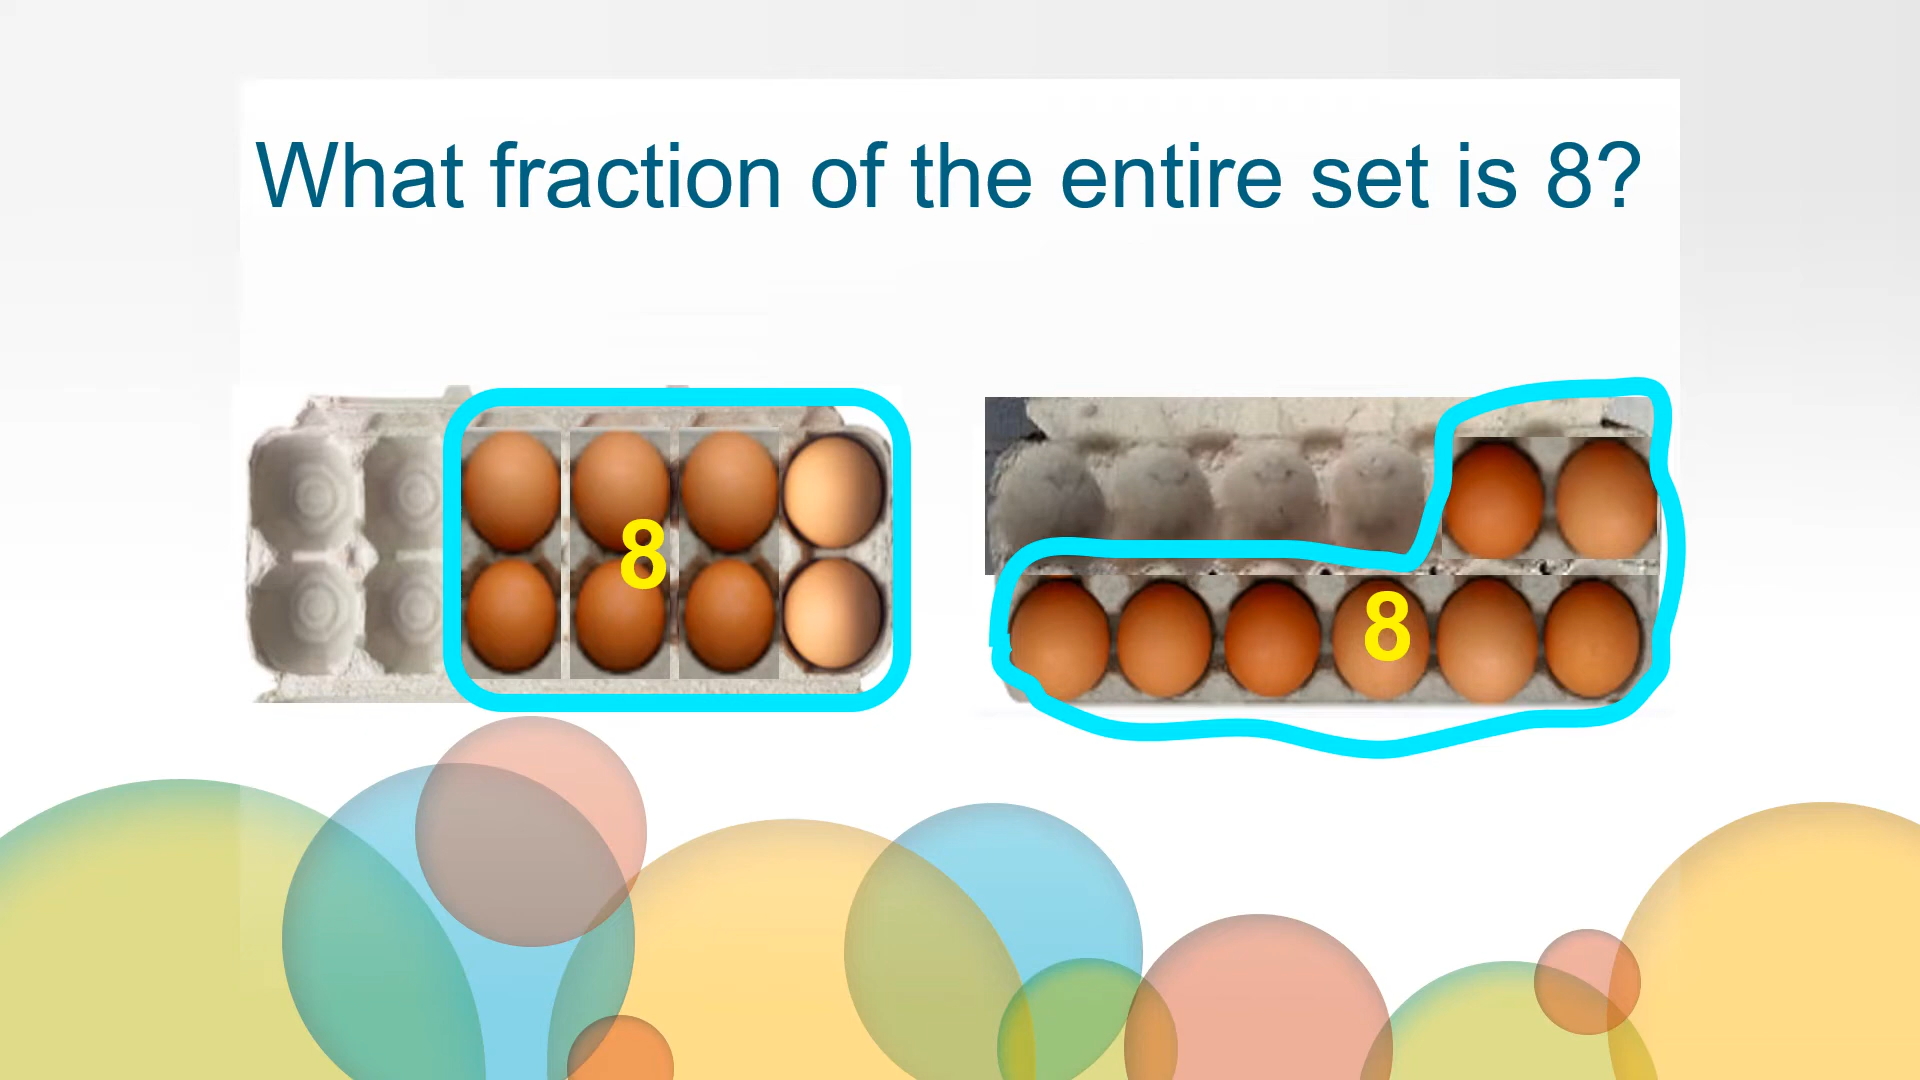 What fraction of the entire set is 8?
8
8